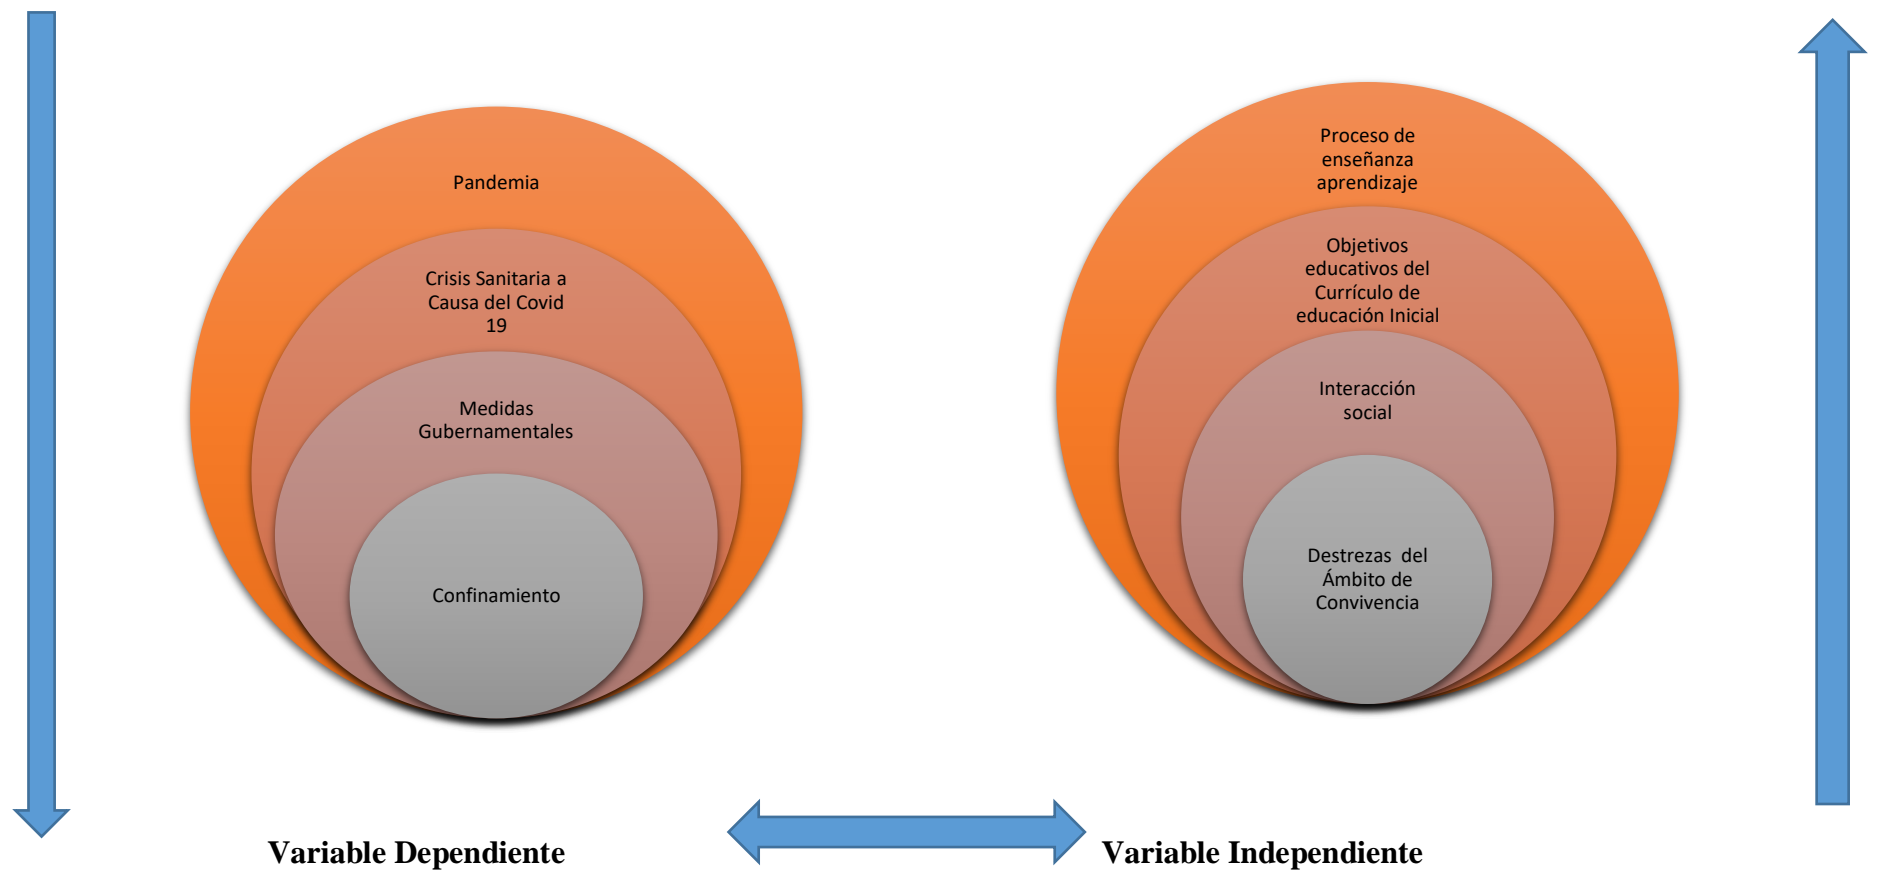 Pandemia
Crisis Sanitaria a
Causa del Covid
19
Medidas
Gubernamentales
Confinamiento
Proceso de
enseñanza
aprendizaje
Objetivos
educativos del
Currículo de
educación Inicial
Interacción
social
Destrezas del
Ámbito de
Convivencia
Variable Dependiente
Variable Independiente